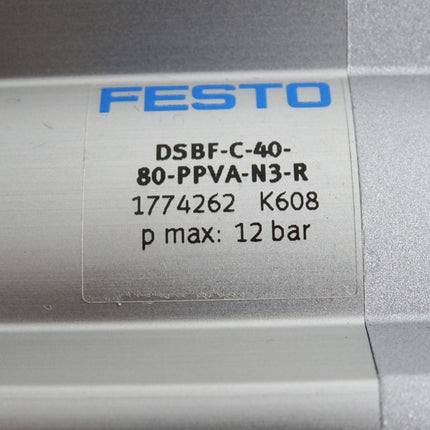 FESTO
DSBF-C-40-
80-PPVA-N3-R
1774262 K608
p max: 12 bar